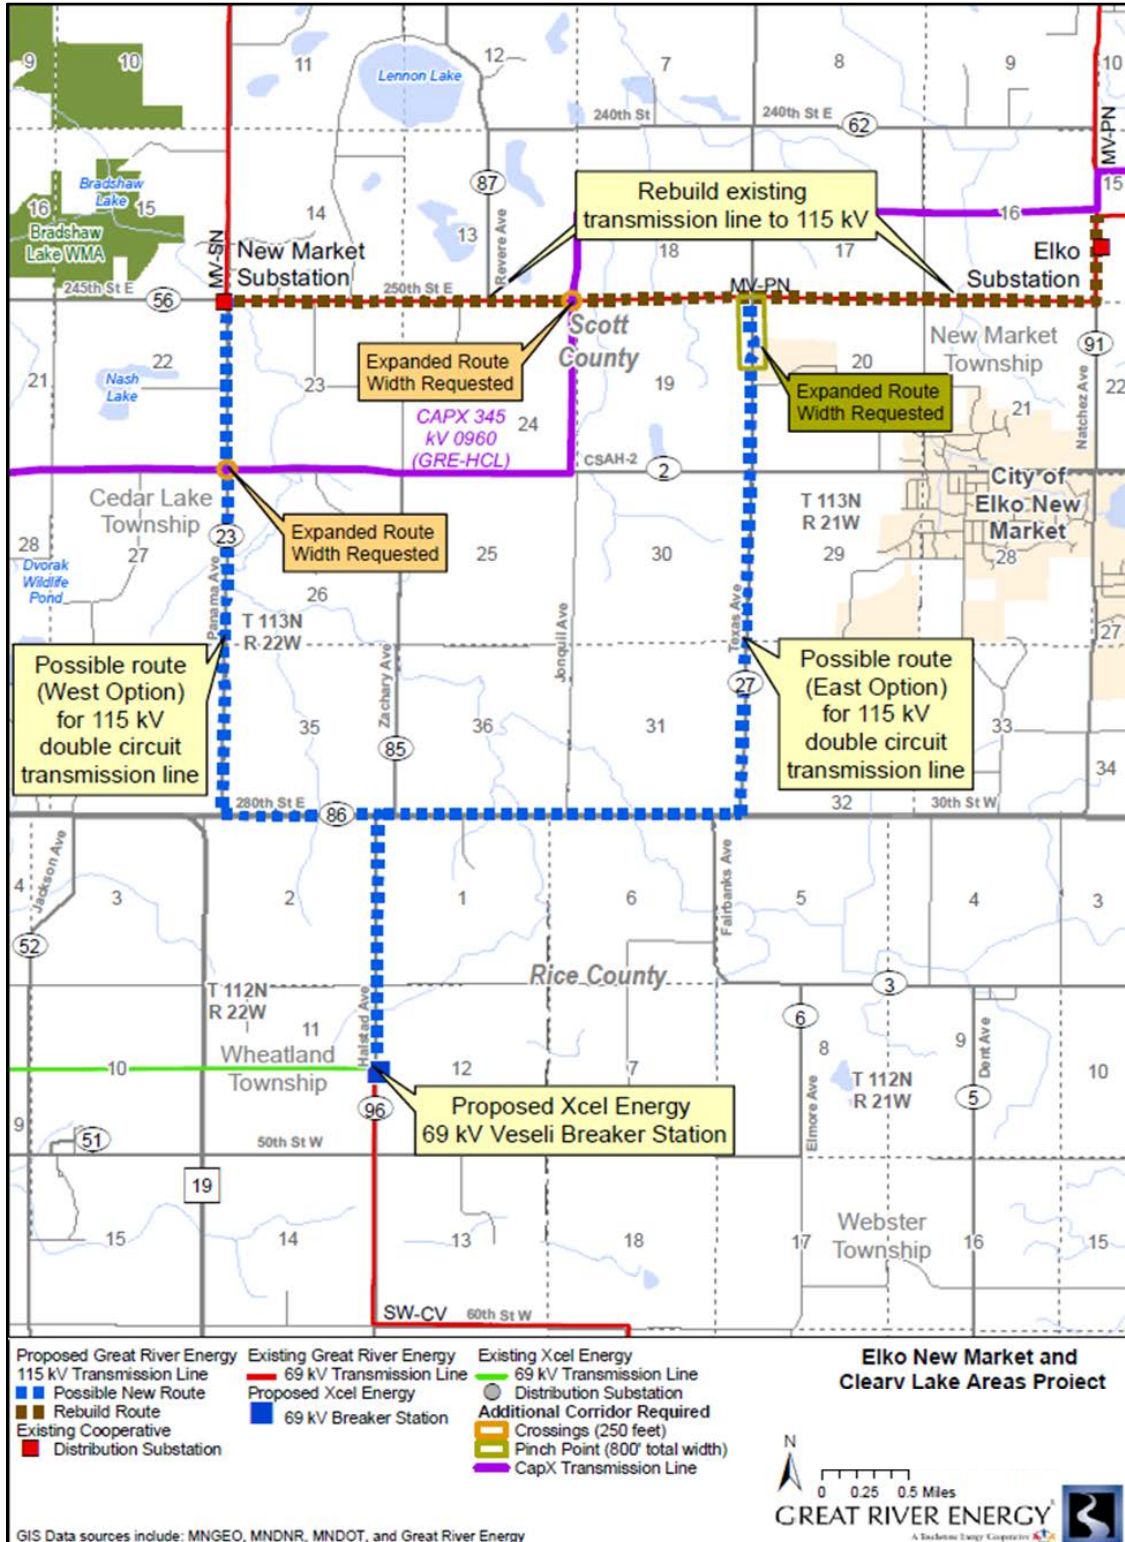 9
10
11
12
7
8
9
10
Lennon Lake
240th St E
240th St E
62
MV-PN
87
Bradshaw
Lake
16
15
Bradshaw
Lake WMA
14
13
Revere Ave
Rebuild existing
transmission line to 115 kV
18
17
16
15
MV-SN
New Market
Substation
Elko
Substation
245th St E
56
250th St E
MV-PN
Scott
County
22
21
Nash
Lake
23
Expanded Route
Width Requested
19
20
Expanded Route
Width Requested
New Market
Township
91
Natchez Ave
22
21
CAPX 345
kV 0960
(GRE-HCL)
24
CSAH-2
2
City of
Elko New
Market
Cedar Lake
Township
23
Expanded Route
Width Requested
T 113N
R 21W
28
27
25
30
29
28
Dvorak
Wildlife
Pond
26
Panama Ave
T 113N
R 22W
Jonquil Ave
Texas Ave
27
Possible route
(West Option)
for 115 kV
double circuit
transmission line
Zachary Ave
27
Possible route
(East Option)
for 115 kV
double circuit
transmission line
35
85
36
31
33
34
280th St E
86
32
30th St W
Jackson Ave
4
3
2
1
6
Fairbanks Ave
5
4
3
52
Rice County
T 112N
R 22W
Halstad Ave
11
3
6
10
Wheatland
Township
12
7
8
9
Dent Ave
10
T 112N
R 21W
Elmore Ave
5
96
Proposed Xcel Energy
69 kV Veseli Breaker Station
9
51
50th St W
19
15
14
13
18
17
Webster
Township
16
15
SW-CV
60th St W
Proposed Great River Energy
115 kV Transmission Line
Possible New Route
Rebuild Route
Existing Cooperative
Distribution Substation
Existing Great River Energy
69 kV Transmission Line
Proposed Xcel Energy
69 kV Breaker Station
Existing Xcel Energy
69 kV Transmission Line
Distribution Substation
Additional Corridor Required
Crossings (250 feet)
Pinch Point (800' total width)
CapX Transmission Line
Elko New Market and
Cleary Lake Areas Project
N
0 0.25 0.5 Miles
GREAT RIVER ENERGY
A Touchstone Energy Cooperative
GIS Data sources include: MNGEO, MNDNR, MNDOT, and Great River Energy